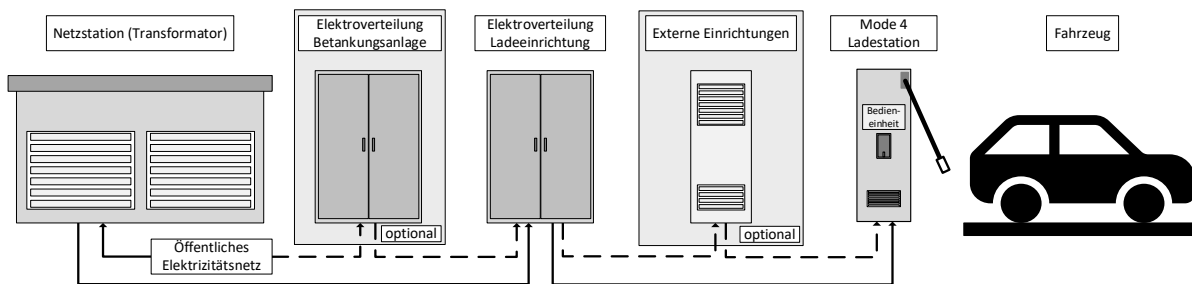 Netzstation (Transformator)
Elektroverteilung
Betankungsanlage
Elektroverteilung
Ladeeinrichtung
Externe Einrichtungen
Mode 4
Ladestation
Fahrzeug
Bedien-
einheit
optional
optional
Öffentliches
Elektrizitätsnetz